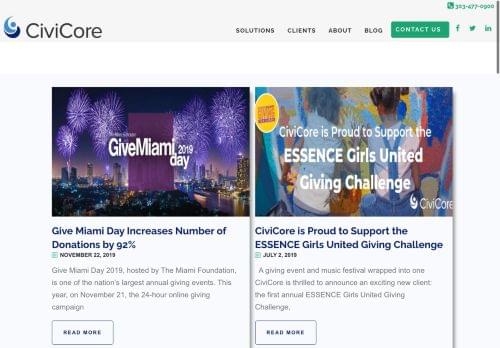 303-477-0900
CiviCore
SOLUTIONS CLIENTS ABOUT BLOG CONTACT US
GiveMiami 2019
day
CiviCore is Proud to Support the
ESSENCE Girls United
Giving Challenge
CiviCore
Give Miami Day Increases Number of
Donations by 92%
NOVEMBER 22, 2019
Give Miami Day 2019, hosted by The Miami Foundation,
is one of the nation's largest annual giving events. This
year, on November 21, the 24-hour online giving
campaign
READ MORE
CiviCore is Proud to Support the
ESSENCE Girls United Giving Challenge
JULY 2, 2019
A giving event and music festival wrapped into one
CiviCore is thrilled to announce an exciting new client:
the first annual ESSENCE Girls United Giving
Challenge,
READ MORE